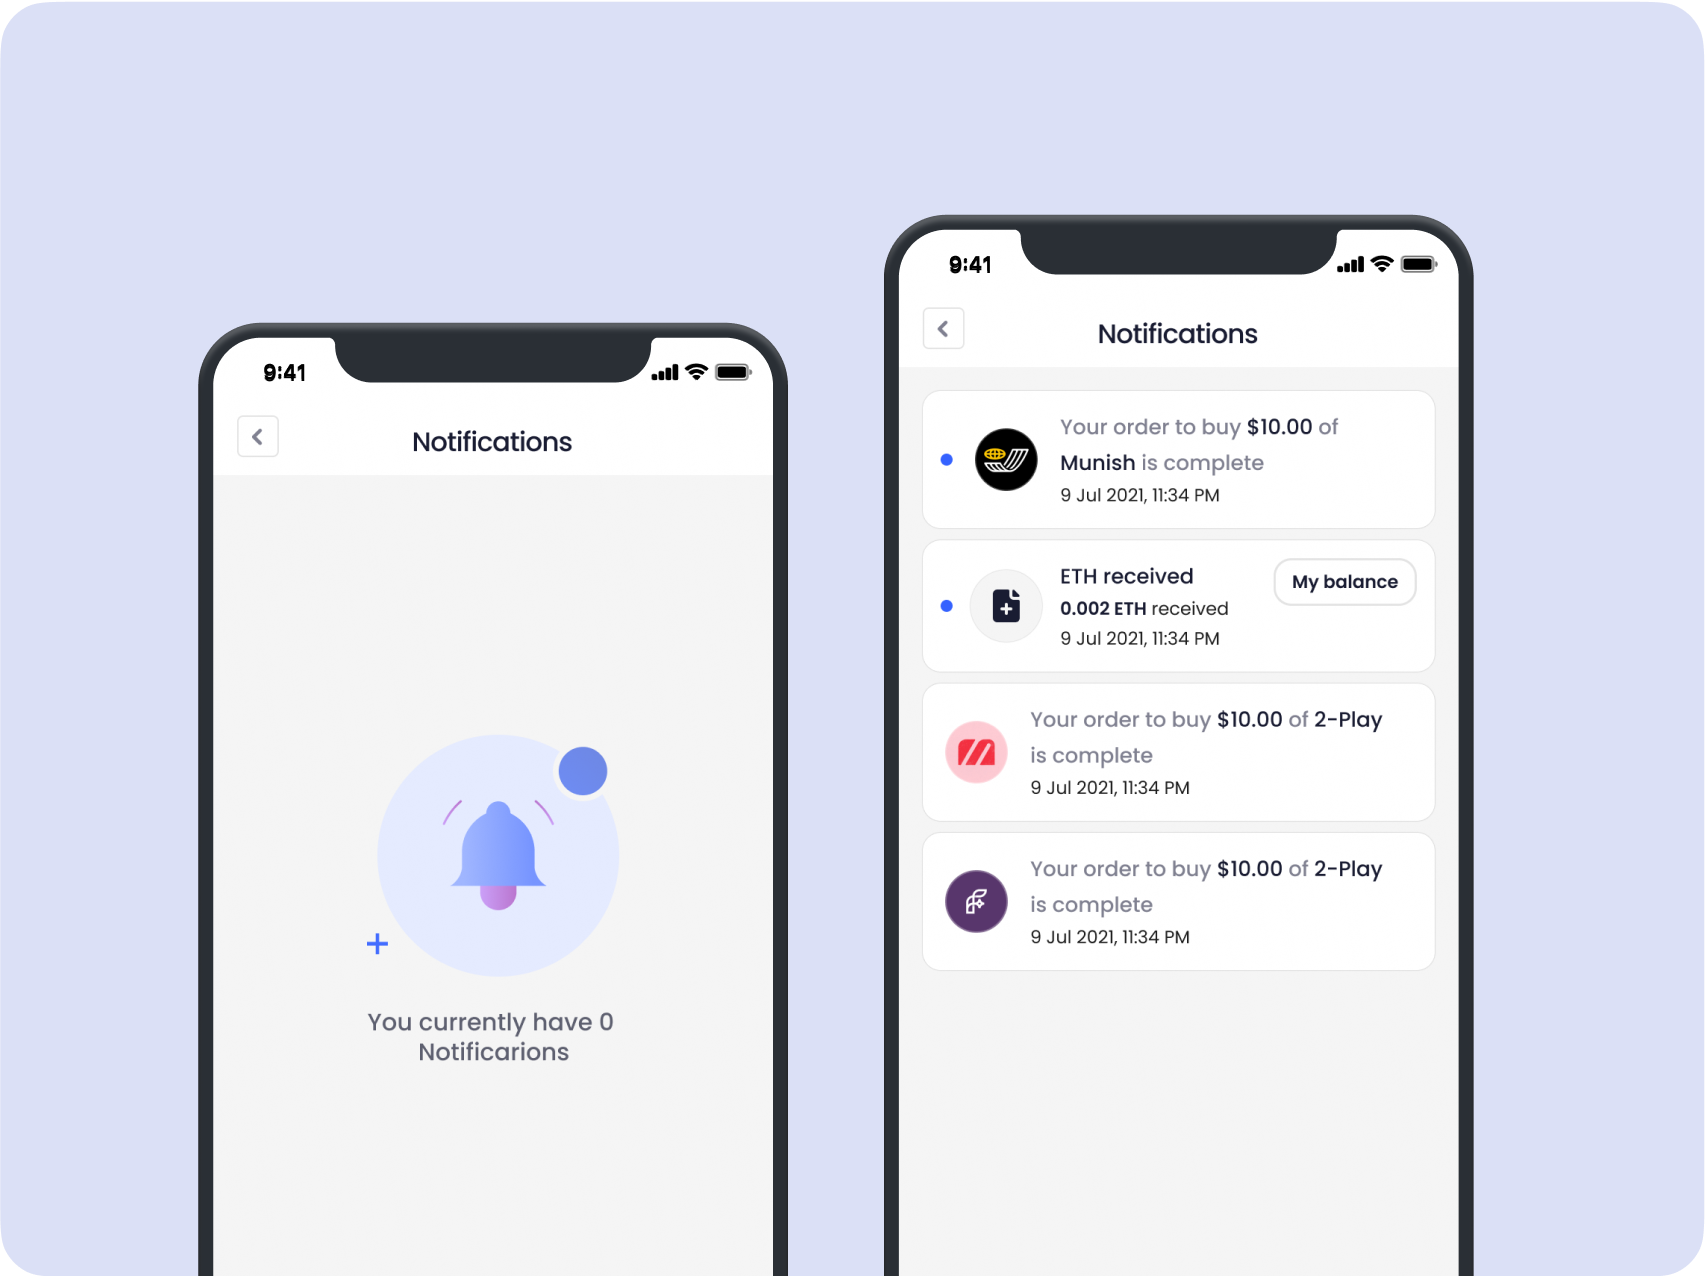 9:41
Notifications
You currently have 0
Notificarions
9:41
Notifications
Your order to buy $10.00 of
Munish is complete
9 Jul 2021, 11:34 PM
ETH received
My balance
0.002 ETH received
9 Jul 2021, 11:34 PM
Your order to buy $10.00 of 2-Play
is complete
9 Jul 2021, 11:34 PM
Your order to buy $10.00 of 2-Play
is complete
9 Jul 2021, 11:34 PM